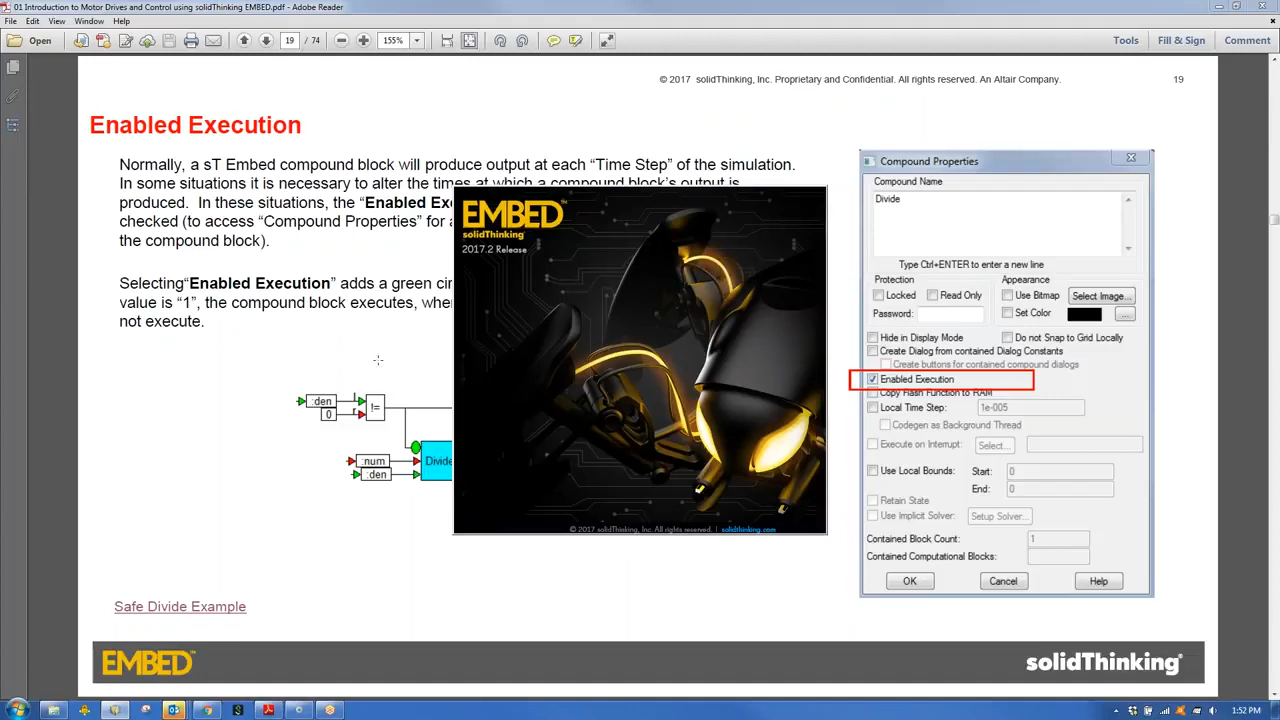 01 Introduction to Motor Drives and Control using solidThinking EMBED.pdf - Adobe Reader
File Edit View Window Help
Open 19 / 74 155% Tools Fill & Sign Comment
© 2017 solidThinking, Inc. Proprietary and Confidential. All rights reserved. An Altair Company. 19
Enabled Execution
Normally, a sT Embed compound block will produce output at each “Time Step” of the simulation.
In some situations it is necessary to alter the times at which a compound block’s output is
produced. In these situations, the “Enabled Exe
checked (to access “Compound Properties” for a
the compound block).
Selecting“Enabled Execution” adds a green cir
value is “1”, the compound block executes, whe
not execute.
:den
l
0
r
!=
:num
:den
Divide
Safe Divide Example
EMBED
solidThinking
2017.2 Release
© 2017 solidThinking, Inc. All rights reserved. | solidthinking.com
Compound Properties
Compound Name
Divide
Type Ctrl+ENTER to enter a new line
Protection Appearance
Locked Read Only Use Bitmap Select Image...
Password: Set Color ...
Hide in Display Mode Do not Snap to Grid Locally
Create Dialog from contained Dialog Constants
Create buttons for contained compound dialogs
Enabled Execution
Copy Flash Function to RAM
Local Time Step: 1e-005
Codegen as Background Thread
Execute on Interrupt: Select...
Use Local Bounds: Start: 0
End: 0
Retain State
Use Implicit Solver: Setup Solver...
Contained Block Count: 1
Contained Computational Blocks:
OK Cancel Help
EMBED solidThinking
1:52 PM